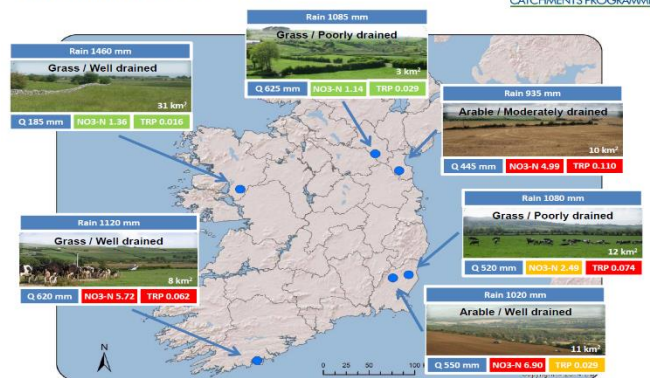 CATCHMENTS PROGRAMME
Rain 1085 mm
Grass / Poorly drained
3 km²
Q 625 mm NO3-N 1.14 TRP 0.029
Rain 1460 mm
Grass / Well drained
31 km²
Q 185 mm NO3-N 1.36 TRP 0.016
Rain 935 mm
Arable / Moderately drained
10 km²
Q 445 mm NO3-N 4.99 TRP 0.110
Rain 1120 mm
Grass / Well drained
8 km²
Q 620 mm NO3-N 5.72 TRP 0.062
Rain 1080 mm
Grass / Poorly drained
12 km²
Q 520 mm NO3-N 2.49 TRP 0.074
Rain 1020 mm
Arable / Well drained
11 km²
Q 550 mm NO3-N 6.90 TRP 0.029
N
0 25 50 100